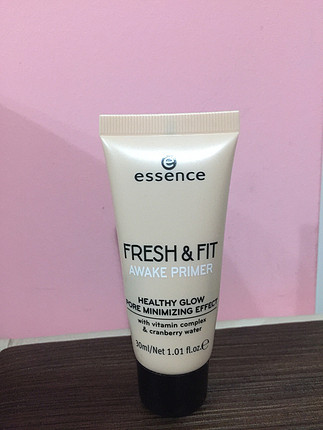 essence
FRESH & FIT
AWAKE PRIMER
HEALTHY GLOW
PORE MINIMIZING EFFECT
with vitamin complex
& cranberry water
30ml/Net 1.01 fl.oz.℮